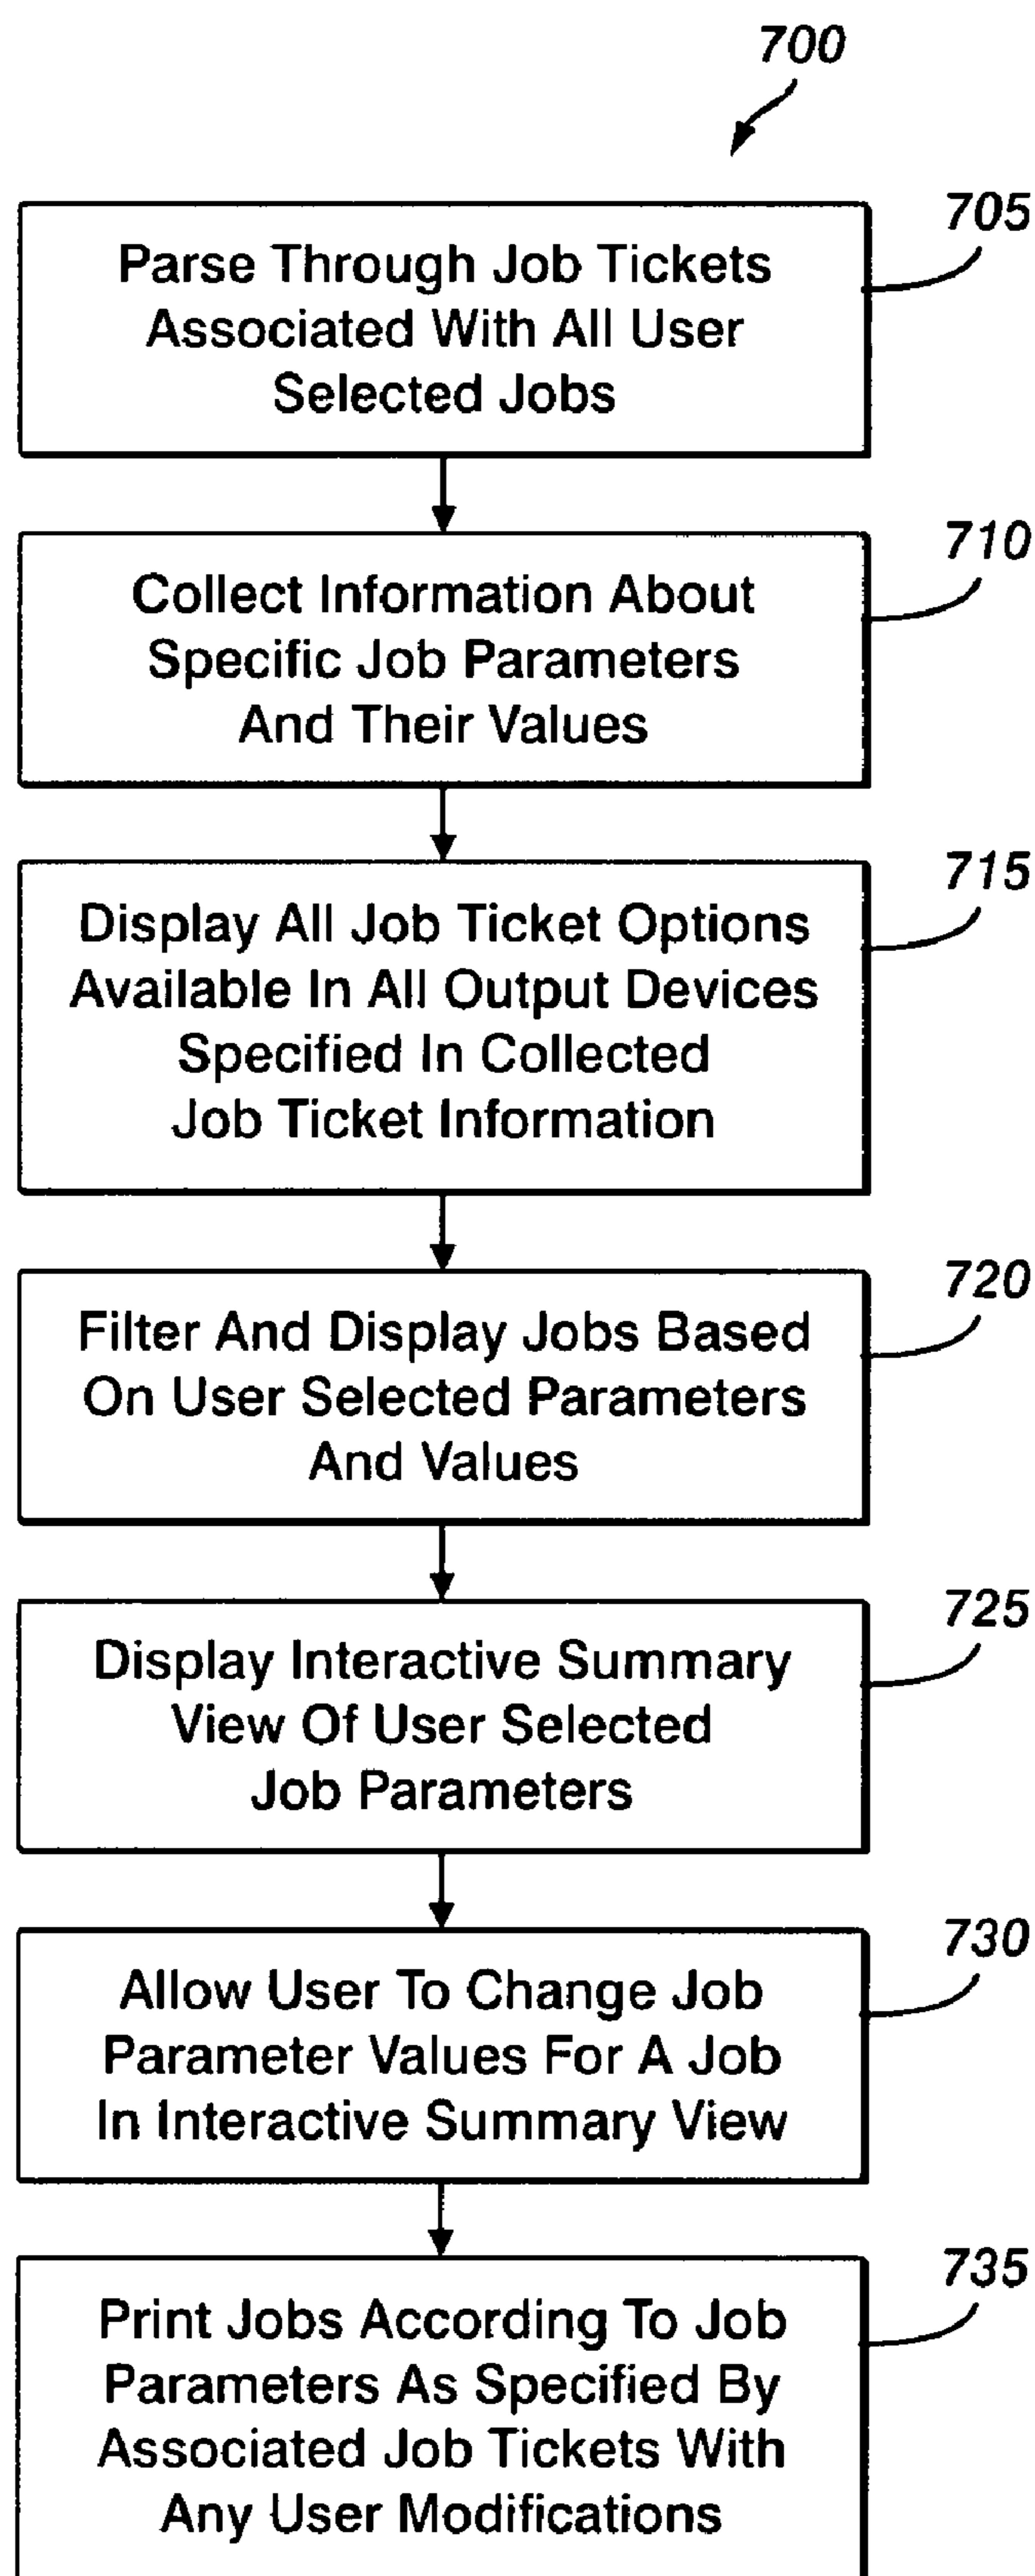 700
705
Parse Through Job Tickets
Associated With All User
Selected Jobs
710
Collect Information About
Specific Job Parameters
And Their Values
715
Display All Job Ticket Options
Available In All Output Devices
Specified In Collected
Job Ticket Information
720
Filter And Display Jobs Based
On User Selected Parameters
And Values
725
Display Interactive Summary
View Of User Selected
Job Parameters
730
Allow User To Change Job
Parameter Values For A Job
In Interactive Summary View
735
Print Jobs According To Job
Parameters As Specified By
Associated Job Tickets With
Any User Modifications